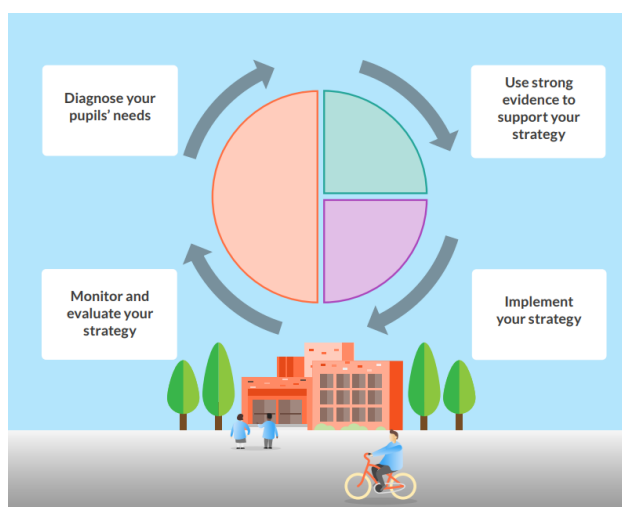 Diagnose your
pupils' needs
Use strong
evidence to
support your
strategy
Implement
your strategy
Monitor and
evaluate your
strategy